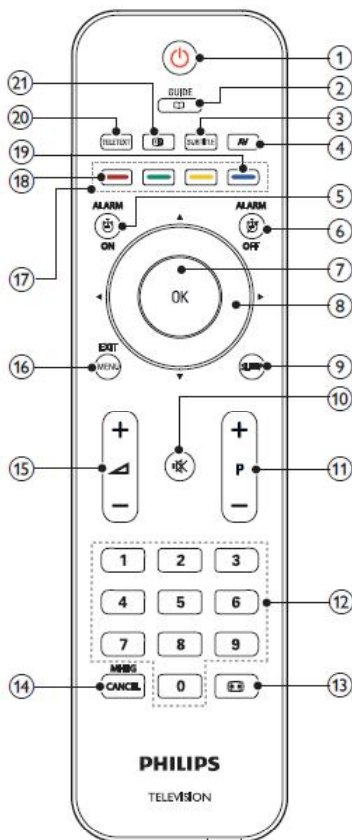 1
21
GUIDE
2
20
3
TELETEXT
SUBTITLE
AV
19
4
18
ALARM
ALARM
5
ON
OFF
6
17
7
OK
8
EXIT
16
MENU
SLEEP
9
10
+
+
15
P
11
−
−
1 2 3
4 5 6
12
7 8 9
MHEG
14
CANCEL
0
13
PHILIPS
TELEVISION